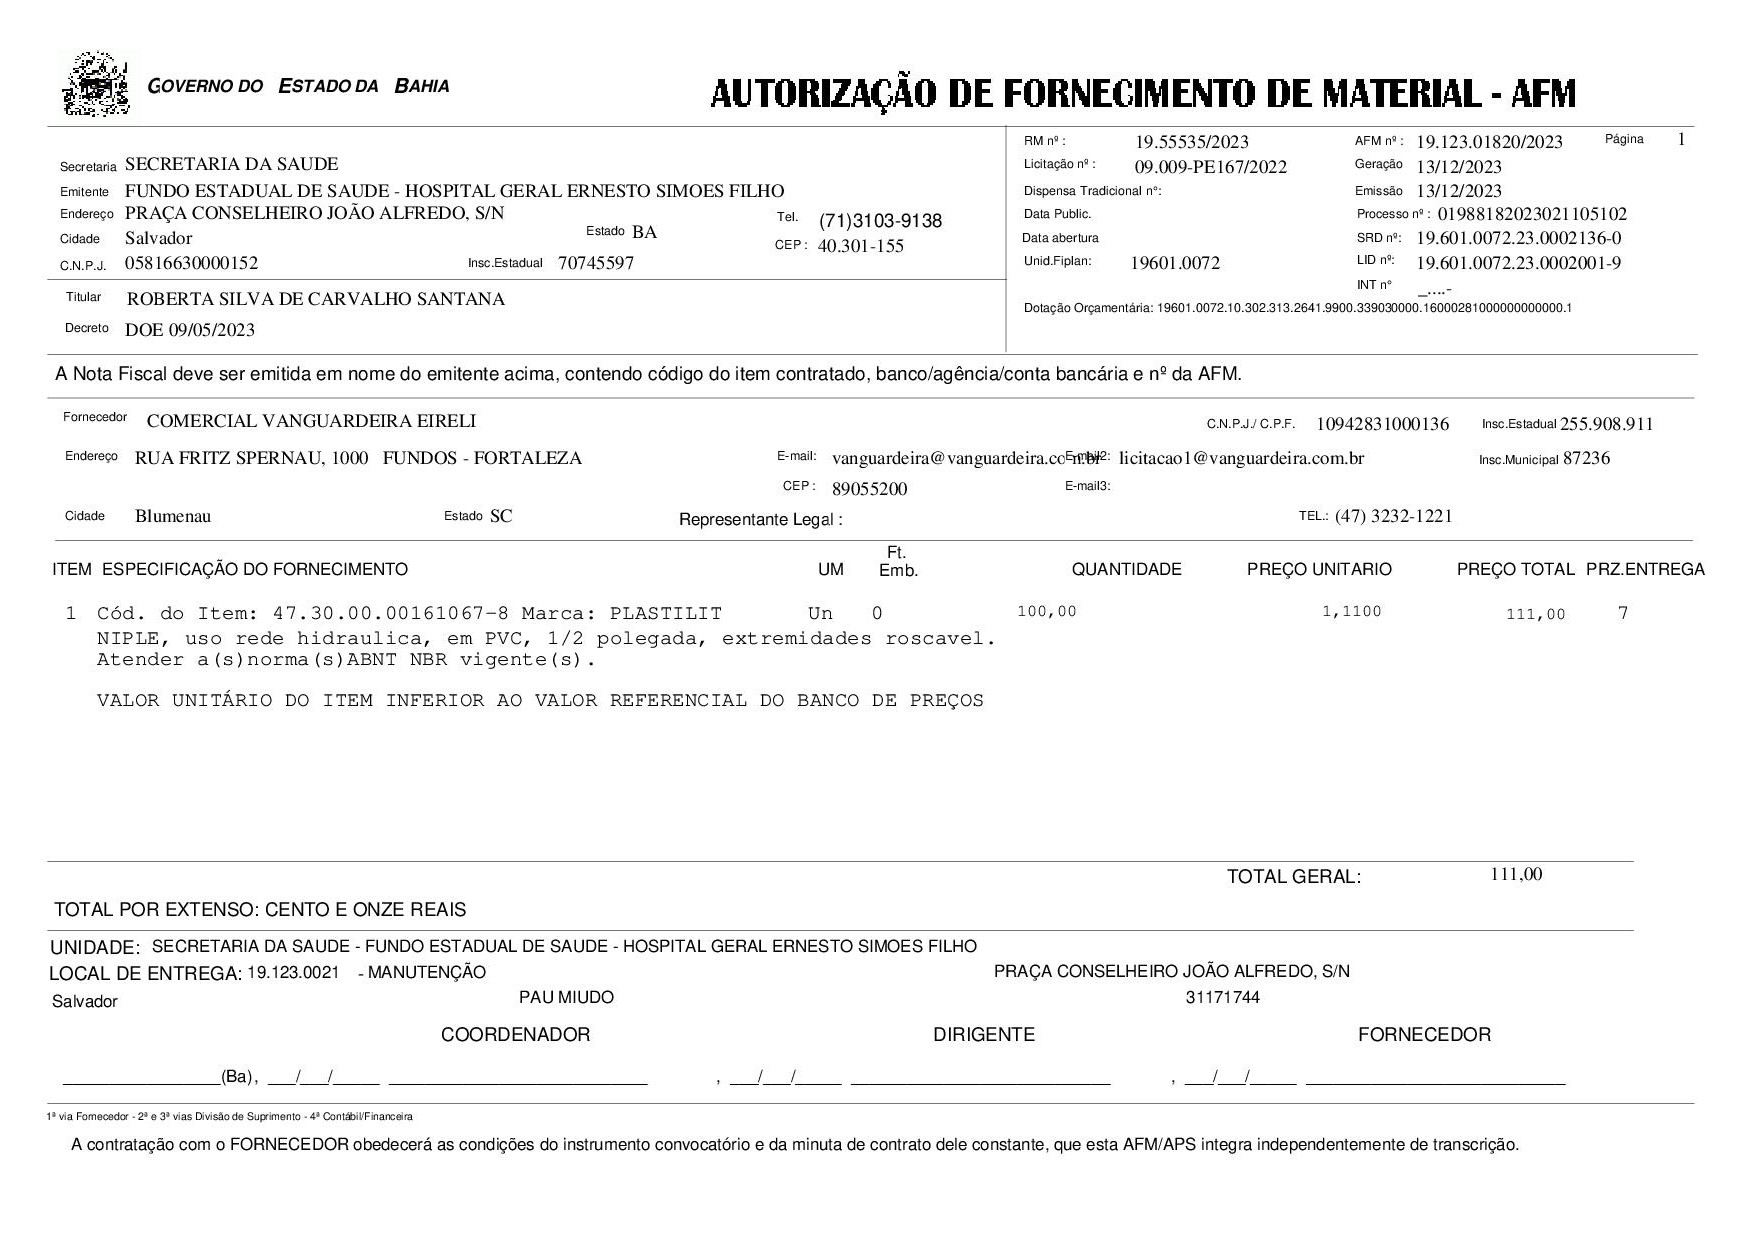 GOVERNO DO ESTADO DA BAHIA
AUTORIZAÇÃO DE FORNECIMENTO DE MATERIAL - AFM
RM nº : 19.55535/2023 AFM nº : 19.123.01820/2023 Página 1
Secretaria SECRETARIA DA SAUDE Licitação nº : 09.009-PE167/2022 Geração 13/12/2023
Emitente FUNDO ESTADUAL DE SAUDE - HOSPITAL GERAL ERNESTO SIMOES FILHO Dispensa Tradicional n°: Emissão 13/12/2023
Endereço PRAÇA CONSELHEIRO JOÃO ALFREDO, S/N Tel. (71)3103-9138 Data Public. Processo nº : 01988182023021105102
Cidade Salvador Estado BA CEP : 40.301-155 Data abertura SRD nº: 19.601.0072.23.0002136-0
C.N.P.J. 05816630000152 Insc.Estadual 70745597 Unid.Fiplan: 19601.0072 LID nº: 19.601.0072.23.0002001-9
INT n° _....-
Titular ROBERTA SILVA DE CARVALHO SANTANA Dotação Orçamentária: 19601.0072.10.302.313.2641.9900.339030000.16000281000000000000.1
Decreto DOE 09/05/2023
A Nota Fiscal deve ser emitida em nome do emitente acima, contendo código do item contratado, banco/agência/conta bancária e nº da AFM.
Fornecedor COMERCIAL VANGUARDEIRA EIRELI C.N.P.J./ C.P.F. 10942831000136 Insc.Estadual 255.908.911
Endereço RUA FRITZ SPERNAU, 1000 FUNDOS - FORTALEZA E-mail: vanguardeira@vanguardeira.com.br E-mail2: licitacao1@vanguardeira.com.br Insc.Municipal 87236
CEP : 89055200 E-mail3:
Cidade Blumenau Estado SC Representante Legal : TEL.: (47) 3232-1221
ITEM ESPECIFICAÇÃO DO FORNECIMENTO UM Ft. Emb. QUANTIDADE PREÇO UNITARIO PREÇO TOTAL PRZ.ENTREGA
1 Cód. do Item: 47.30.00.00161067-8 Marca: PLASTILIT Un 0 100,00 1,1100 111,00 7
NIPLE, uso rede hidraulica, em PVC, 1/2 polegada, extremidades roscavel.
Atender a(s)norma(s)ABNT NBR vigente(s).
VALOR UNITÁRIO DO ITEM INFERIOR AO VALOR REFERENCIAL DO BANCO DE PREÇOS
TOTAL GERAL: 111,00
TOTAL POR EXTENSO: CENTO E ONZE REAIS
UNIDADE: SECRETARIA DA SAUDE - FUNDO ESTADUAL DE SAUDE - HOSPITAL GERAL ERNESTO SIMOES FILHO
LOCAL DE ENTREGA: 19.123.0021 - MANUTENÇÃO PRAÇA CONSELHEIRO JOÃO ALFREDO, S/N
Salvador PAU MIUDO 31171744
COORDENADOR DIRIGENTE FORNECEDOR
_________________(Ba), ___/___/_____ ____________________________ , ___/___/_____ ____________________________ , ___/___/_____ ____________________________
1ª via Fornecedor - 2ª e 3ª vias Divisão de Suprimento - 4ª Contábil/Financeira
A contratação com o FORNECEDOR obedecerá as condições do instrumento convocatório e da minuta de contrato dele constante, que esta AFM/APS integra independentemente de transcrição.